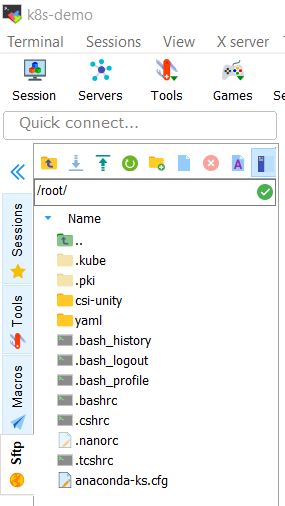 k8s-demo
Terminal Sessions View X server
Session Servers Tools Games
Quick connect...
/root/
Name
..
.kube
.pki
csi-unity
yaml
.bash_history
.bash_logout
.bash_profile
.bashrc
.cshrc
.nanorc
.tcshrc
anaconda-ks.cfg
Sessions
Tools
Macros
Sftp